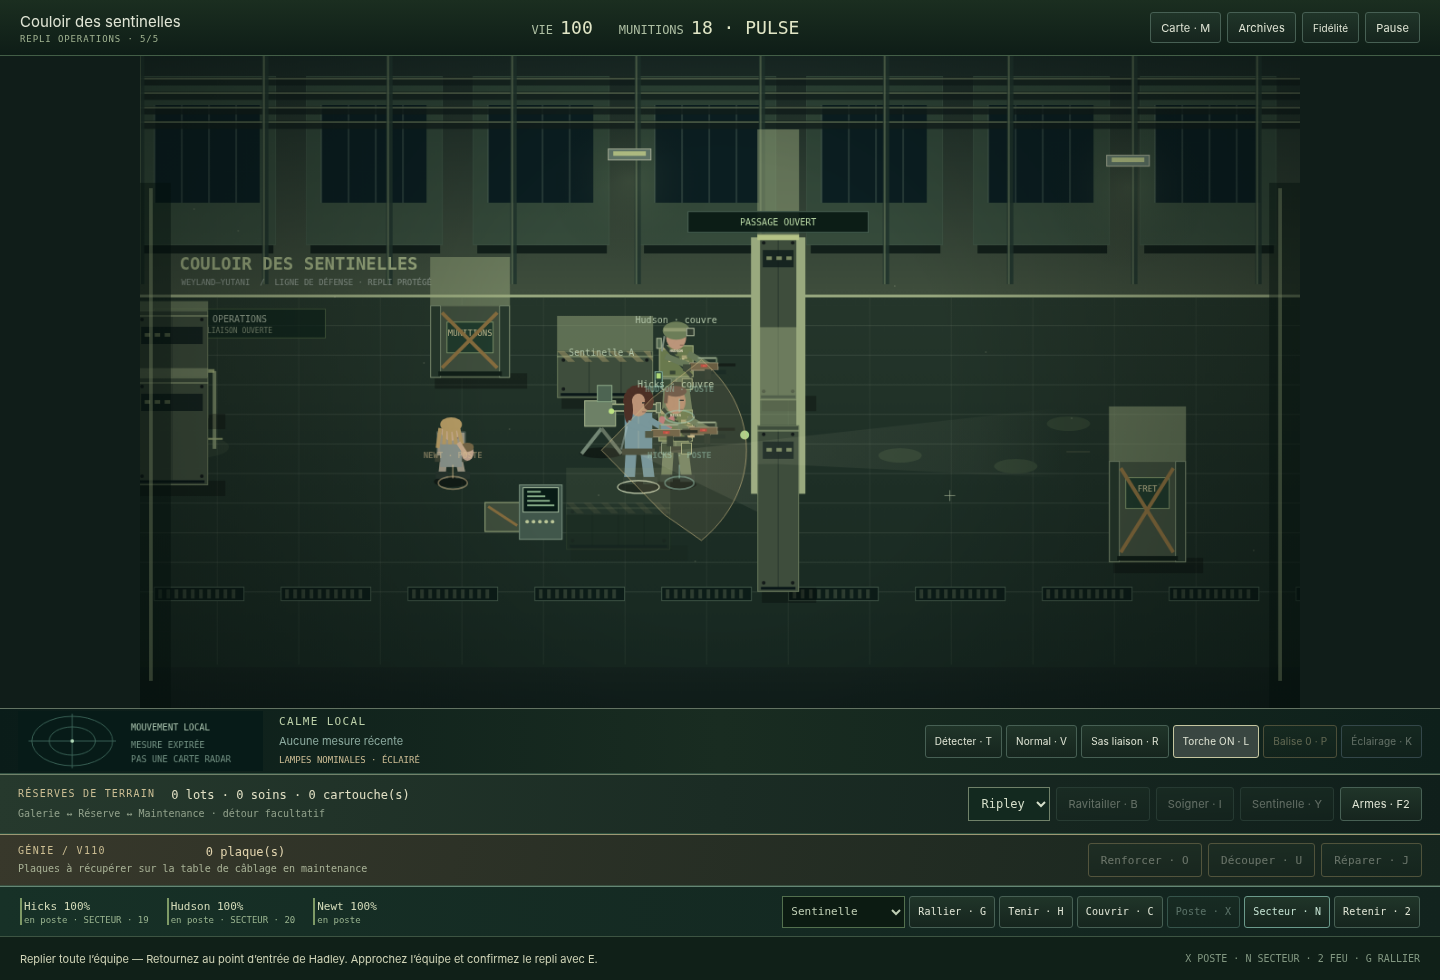 Couloir des sentinelles
REPLI OPERATIONS · 5/5
VIE 100 MUNITIONS 18 · PULSE
Carte · M
Archives
Fidélité
Pause
PASSAGE OUVERT
COULOIR DES SENTINELLES
WEYLAND-YUTANI / LIGNE DE DÉFENSE · REPLI PROTÉGÉ
OPERATIONS
LIAISON OUVERTE
MUNITIONS
Hudson · couvre
Sentinelle A
Hicks · couvre
FRET
MOUVEMENT LOCAL
MESURE EXPIRÉE
PAS UNE CARTE RADAR
CALME LOCAL
Aucune mesure récente
LAMPES NOMINALES · ÉCLAIRÉ
Détecter · T
Normal · V
Sas liaison · R
Torche ON · L
Balise 0 · P
Éclairage · K
RÉSERVES DE TERRAIN 0 lots · 0 soins · 0 cartouche(s)
Galerie ↔ Réserve ↔ Maintenance · détour facultatif
Ripley
Ravitailler · B
Soigner · I
Sentinelle · Y
Armes · F2
GÉNIE / V110 0 plaque(s)
Plaques à récupérer sur la table de câblage en maintenance
Renforcer · O
Découper · U
Réparer · J
Hicks 100%
en poste · SECTEUR · 19
Hudson 100%
en poste · SECTEUR · 20
Newt 100%
en poste
Sentinelle
Rallier · G
Tenir · H
Couvrir · C
Poste · X
Secteur · N
Retenir · 2
Replier toute l'équipe — Retournez au point d'entrée de Hadley. Approchez l'équipe et confirmez le repli avec E.
X POSTE · N SECTEUR · 2 FEU · G RALLIER